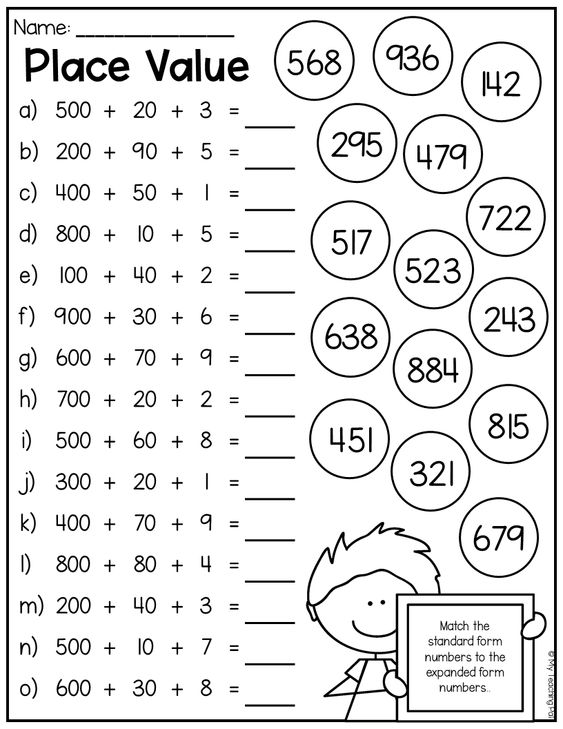 Name: _______________
Place Value
a) 500 + 20 + 3 = ____
b) 200 + 90 + 5 = ____
c) 400 + 50 + 1 = ____
d) 800 + 10 + 5 = ____
e) 100 + 40 + 2 = ____
f) 900 + 30 + 6 = ____
g) 600 + 70 + 9 = ____
h) 700 + 20 + 2 = ____
i) 500 + 60 + 8 = ____
j) 300 + 20 + 1 = ____
k) 400 + 70 + 9 = ____
l) 800 + 80 + 4 = ____
m) 200 + 40 + 3 = ____
n) 500 + 10 + 7 = ____
o) 600 + 30 + 8 = ____
568
936
142
295
479
722
517
523
243
638
884
815
451
321
679
Match the
standard form
numbers to the
expanded form
numbers..
© My Teaching Pal